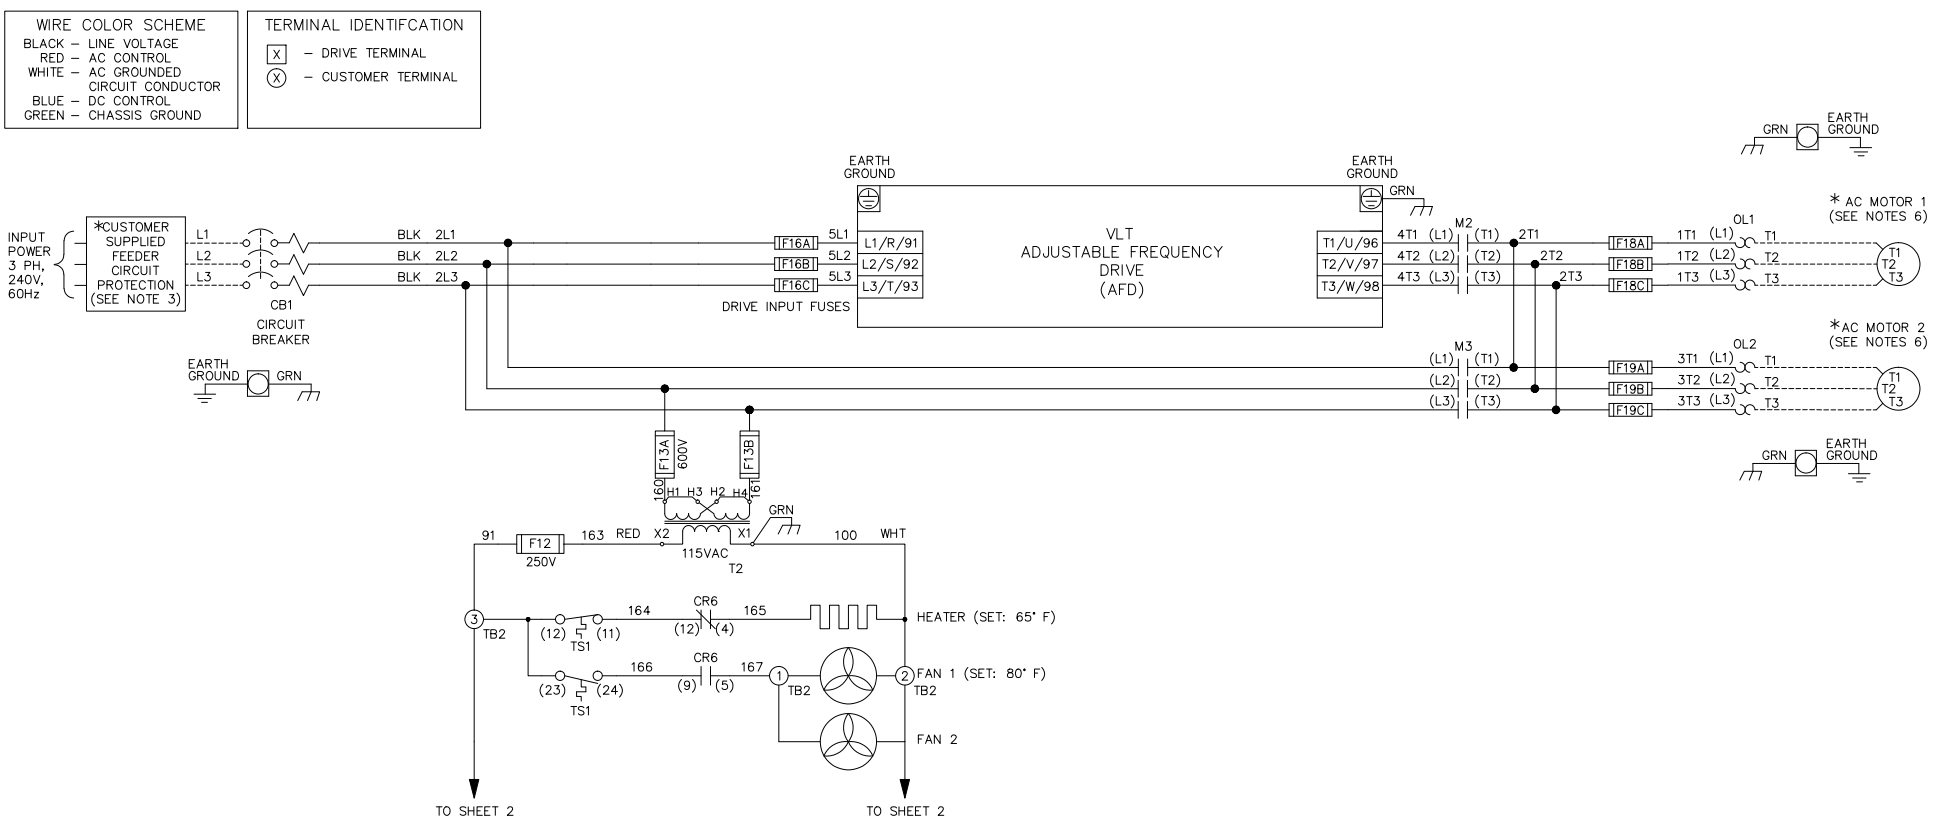 WIRE COLOR SCHEME
BLACK – LINE VOLTAGE
RED – AC CONTROL
WHITE – AC GROUNDED
CIRCUIT CONDUCTOR
BLUE – DC CONTROL
GREEN – CHASSIS GROUND
TERMINAL IDENTIFCATION
X – DRIVE TERMINAL
X – CUSTOMER TERMINAL
INPUT
POWER
3 PH,
240V,
60Hz
*CUSTOMER
SUPPLIED
FEEDER
CIRCUIT
PROTECTION
(SEE NOTE 3)
L1
L2
L3
CB1
CIRCUIT
BREAKER
BLK 2L1
BLK 2L2
BLK 2L3
EARTH
GROUND
GRN
F16A
F16B
F16C
5L1
5L2
5L3
DRIVE INPUT FUSES
EARTH
GROUND
L1/R/91
L2/S/92
L3/T/93
VLT
ADJUSTABLE FREQUENCY
DRIVE
(AFD)
EARTH
GROUND
GRN
T1/U/96
T2/V/97
T3/W/98
M2
4T1 (L1) (T1) 2T1
4T2 (L2) (T2) 2T2
4T3 (L3) (T3) 2T3
F18A
F18B
F18C
OL1
1T1 (L1) T1
1T2 (L2) T2
1T3 (L3) T3
GRN
EARTH
GROUND
* AC MOTOR 1
(SEE NOTES 6)
T1
T2
T3
M3
(L1) (T1)
(L2) (T2)
(L3) (T3)
F19A
F19B
F19C
OL2
3T1 (L1) T1
3T2 (L2) T2
3T3 (L3) T3
*AC MOTOR 2
(SEE NOTES 6)
T1
T2
T3
GRN
EARTH
GROUND
F13A
600V
F13B
160
161
H1 H3 H2 H4
GRN
91
F12
250V
163 RED X2
X1
115VAC
T2
100 WHT
3
TB2
(12) (11)
TS1
164
CR6
(12) (4)
165
HEATER (SET: 65° F)
(23) (24)
TS1
166
CR6
(9) (5)
167
1
TB2
2
TB2
FAN 1 (SET: 80° F)
FAN 2
TO SHEET 2
TO SHEET 2